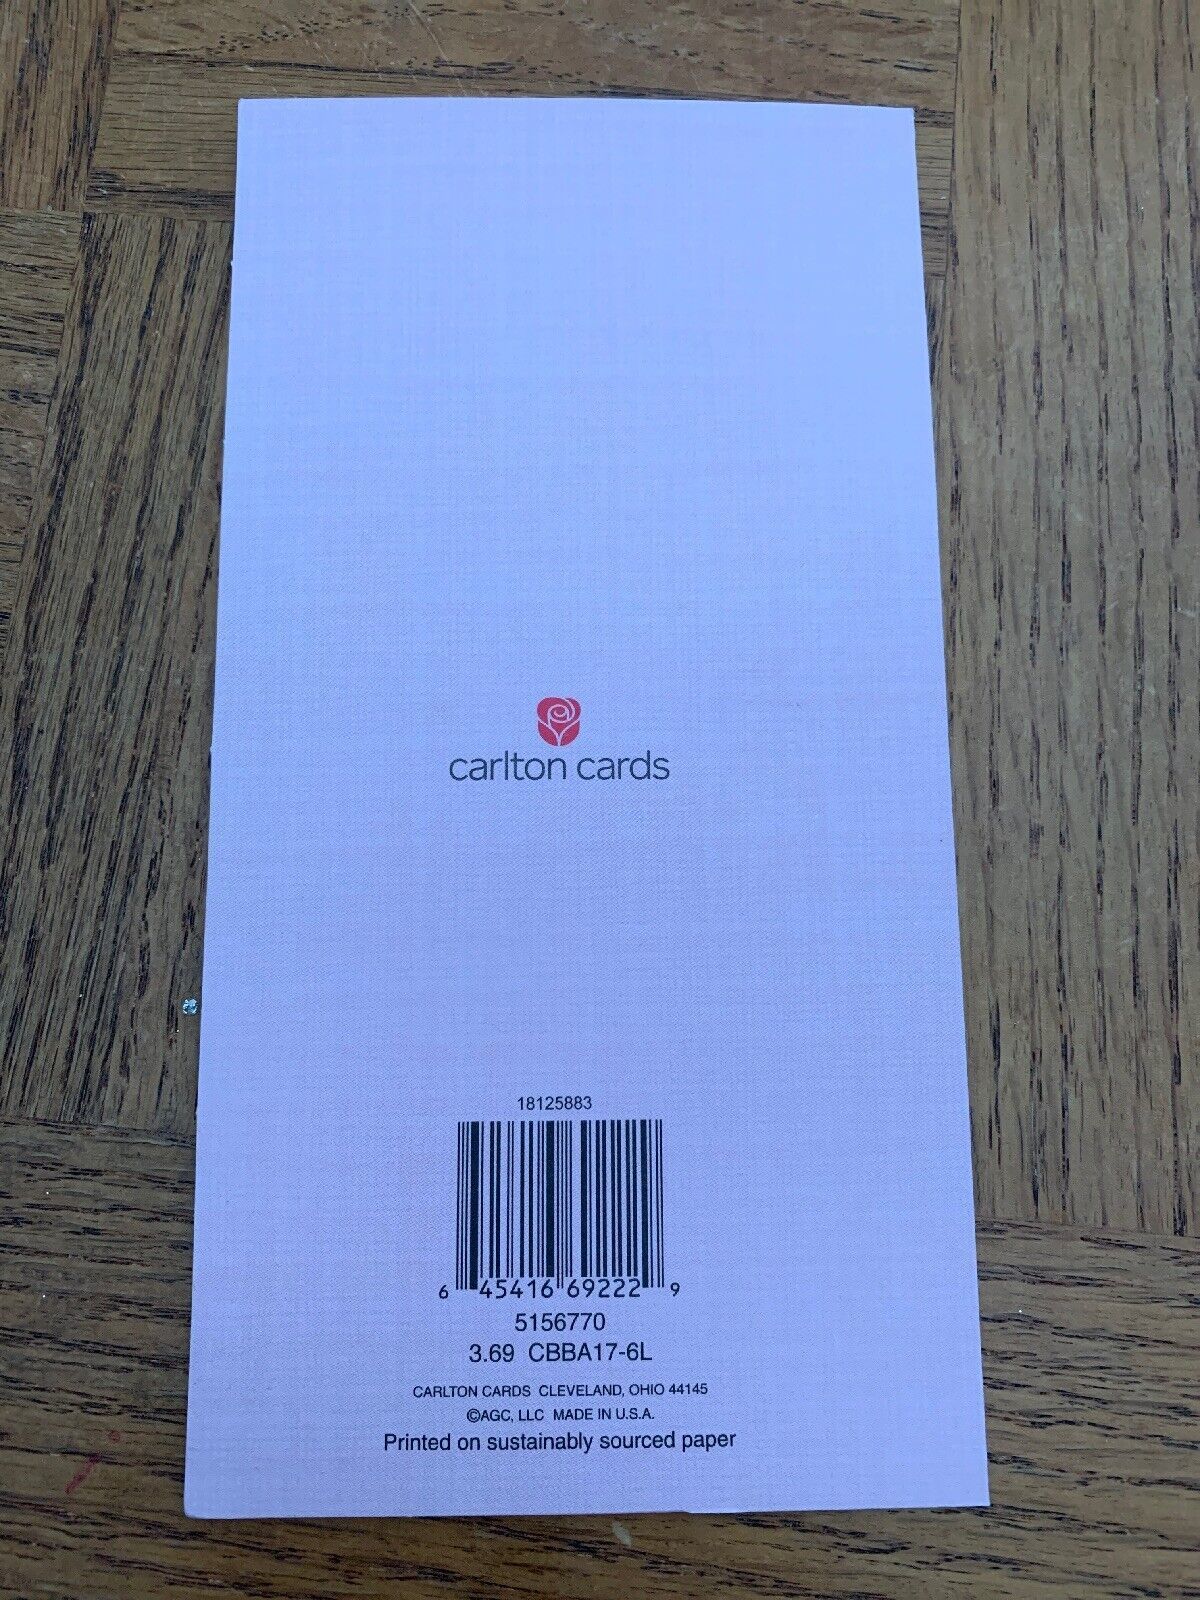 carlton cards
18125883
6 45416 69222 9
5156770
3.69 CBBA17-6L
CARLTON CARDS CLEVELAND, OHIO 44145
©AGC, LLC MADE IN U.S.A.
Printed on sustainably sourced paper